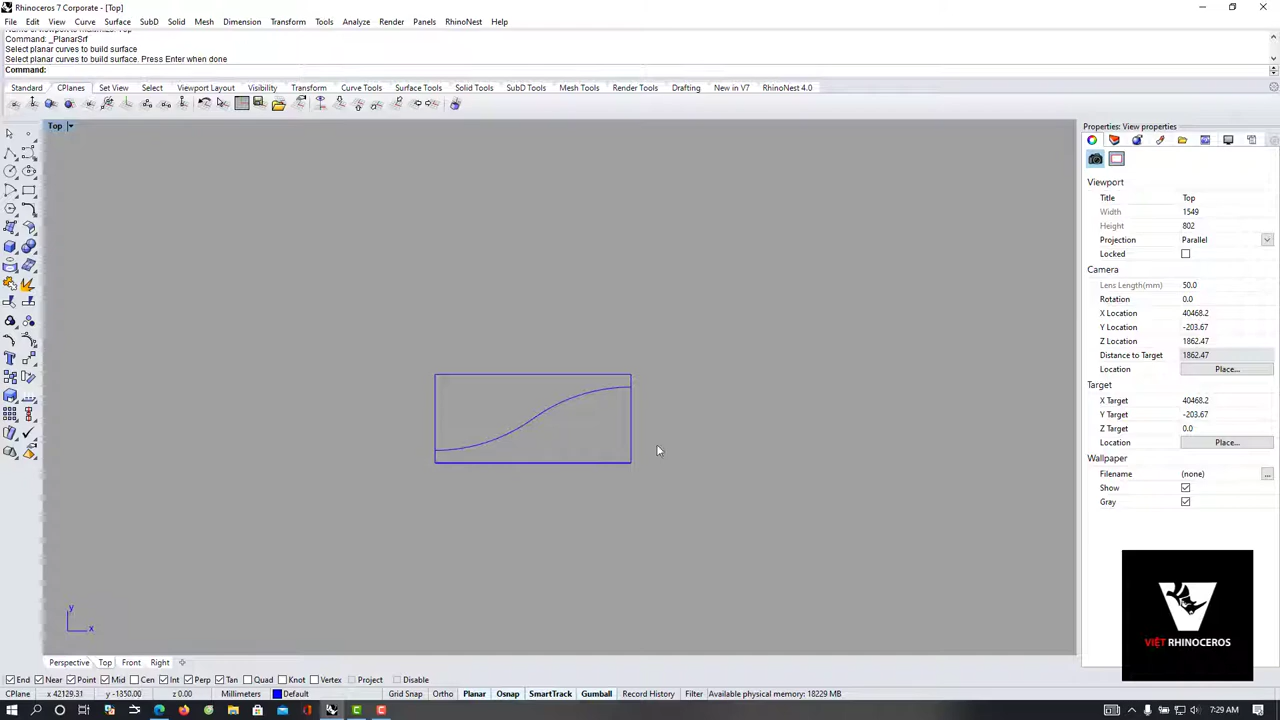 Rhinoceros 7 Corporate - [Top]
File Edit View Curve Surface SubD Solid Mesh Dimension Transform Tools Analyze Render Panels RhinoNest Help
Command: _PlanarSrf
Select planar curves to build surface
Select planar curves to build surface. Press Enter when done
Command:
Standard CPlanes Set View Select Viewport Layout Visibility Transform Curve Tools Surface Tools Solid Tools SubD Tools Mesh Tools Render Tools Drafting New in V7 RhinoNest 4.0
Top
Properties: View properties
Viewport
Title Top
Width 1549
Height 802
Projection Parallel
Locked
Camera
Lens Length(mm) 50.0
Rotation 0.0
X Location 40468.2
Y Location -203.67
Z Location 1862.47
Distance to Target 1862.47
Location Place...
Target
X Target 40468.2
Y Target -203.67
Z Target 0.0
Location Place...
Wallpaper
Filename (none) ...
Show
Gray
VIỆT RHINOCEROS
y
x
Perspective Top Front Right
End Near Point Mid Cen Int Perp Tan Quad Knot Vertex Project Disable
CPlane x 42129.31 y -1350.00 z 0.00 Millimeters Default Grid Snap Ortho Planar Osnap SmartTrack Gumball Record History Filter Available physical memory: 18229 MB
7:29 AM